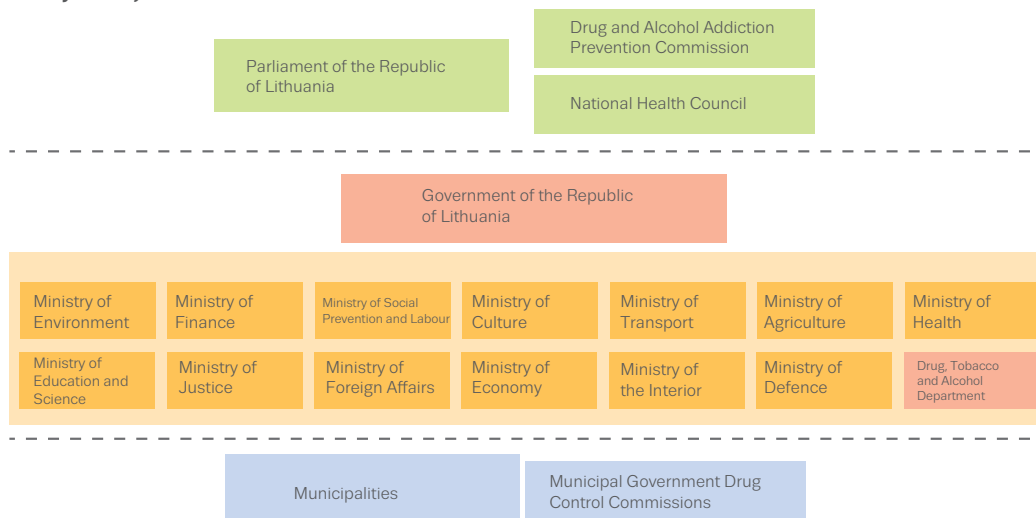 Parliament of the Republic
of Lithuania
Drug and Alcohol Addiction
Prevention Commission
National Health Council
Government of the Republic
of Lithuania
Ministry of
Environment
Ministry of
Finance
Ministry of Social
Prevention and Labour
Ministry of
Culture
Ministry of
Transport
Ministry of
Agriculture
Ministry of
Health
Ministry of
Education and
Science
Ministry of
Justice
Ministry of
Foreign Affairs
Ministry of
Economy
Ministry of
the Interior
Ministry of
Defence
Drug, Tobacco
and Alcohol
Department
Municipalities
Municipal Government Drug
Control Commissions